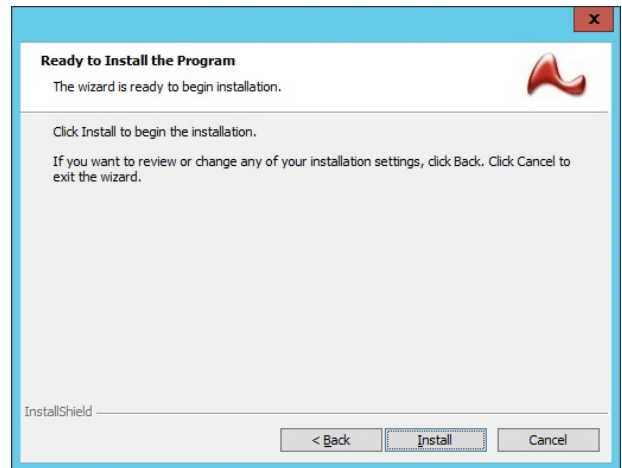 x
Ready to Install the Program
The wizard is ready to begin installation.
Click Install to begin the installation.
If you want to review or change any of your installation settings, click Back. Click Cancel to
exit the wizard.
InstallShield
< Back
Install
Cancel